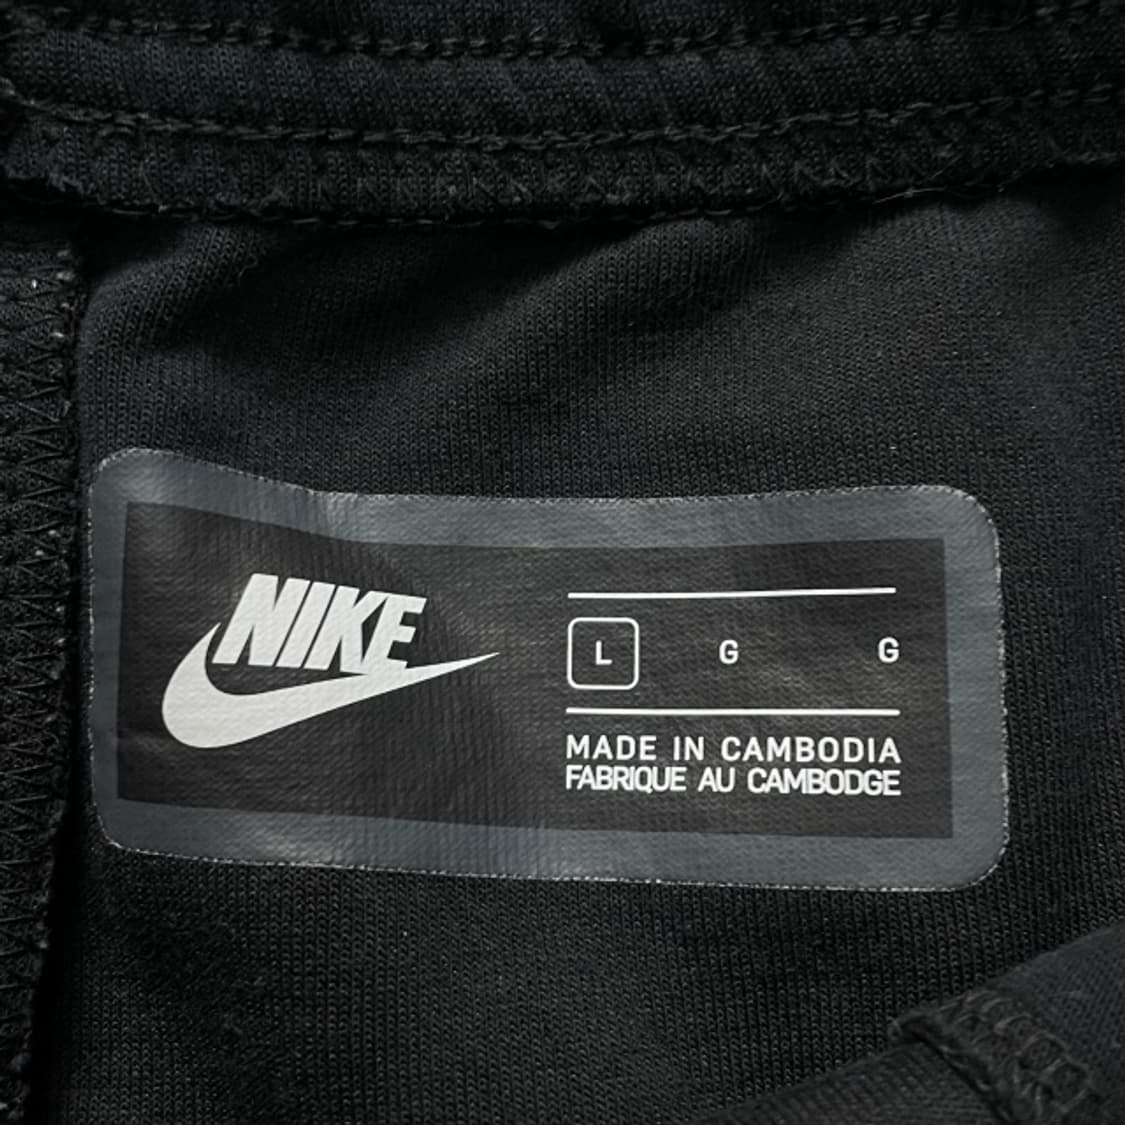 NIKE
L G G
MADE IN CAMBODIA
FABRIQUE AU CAMBODGE